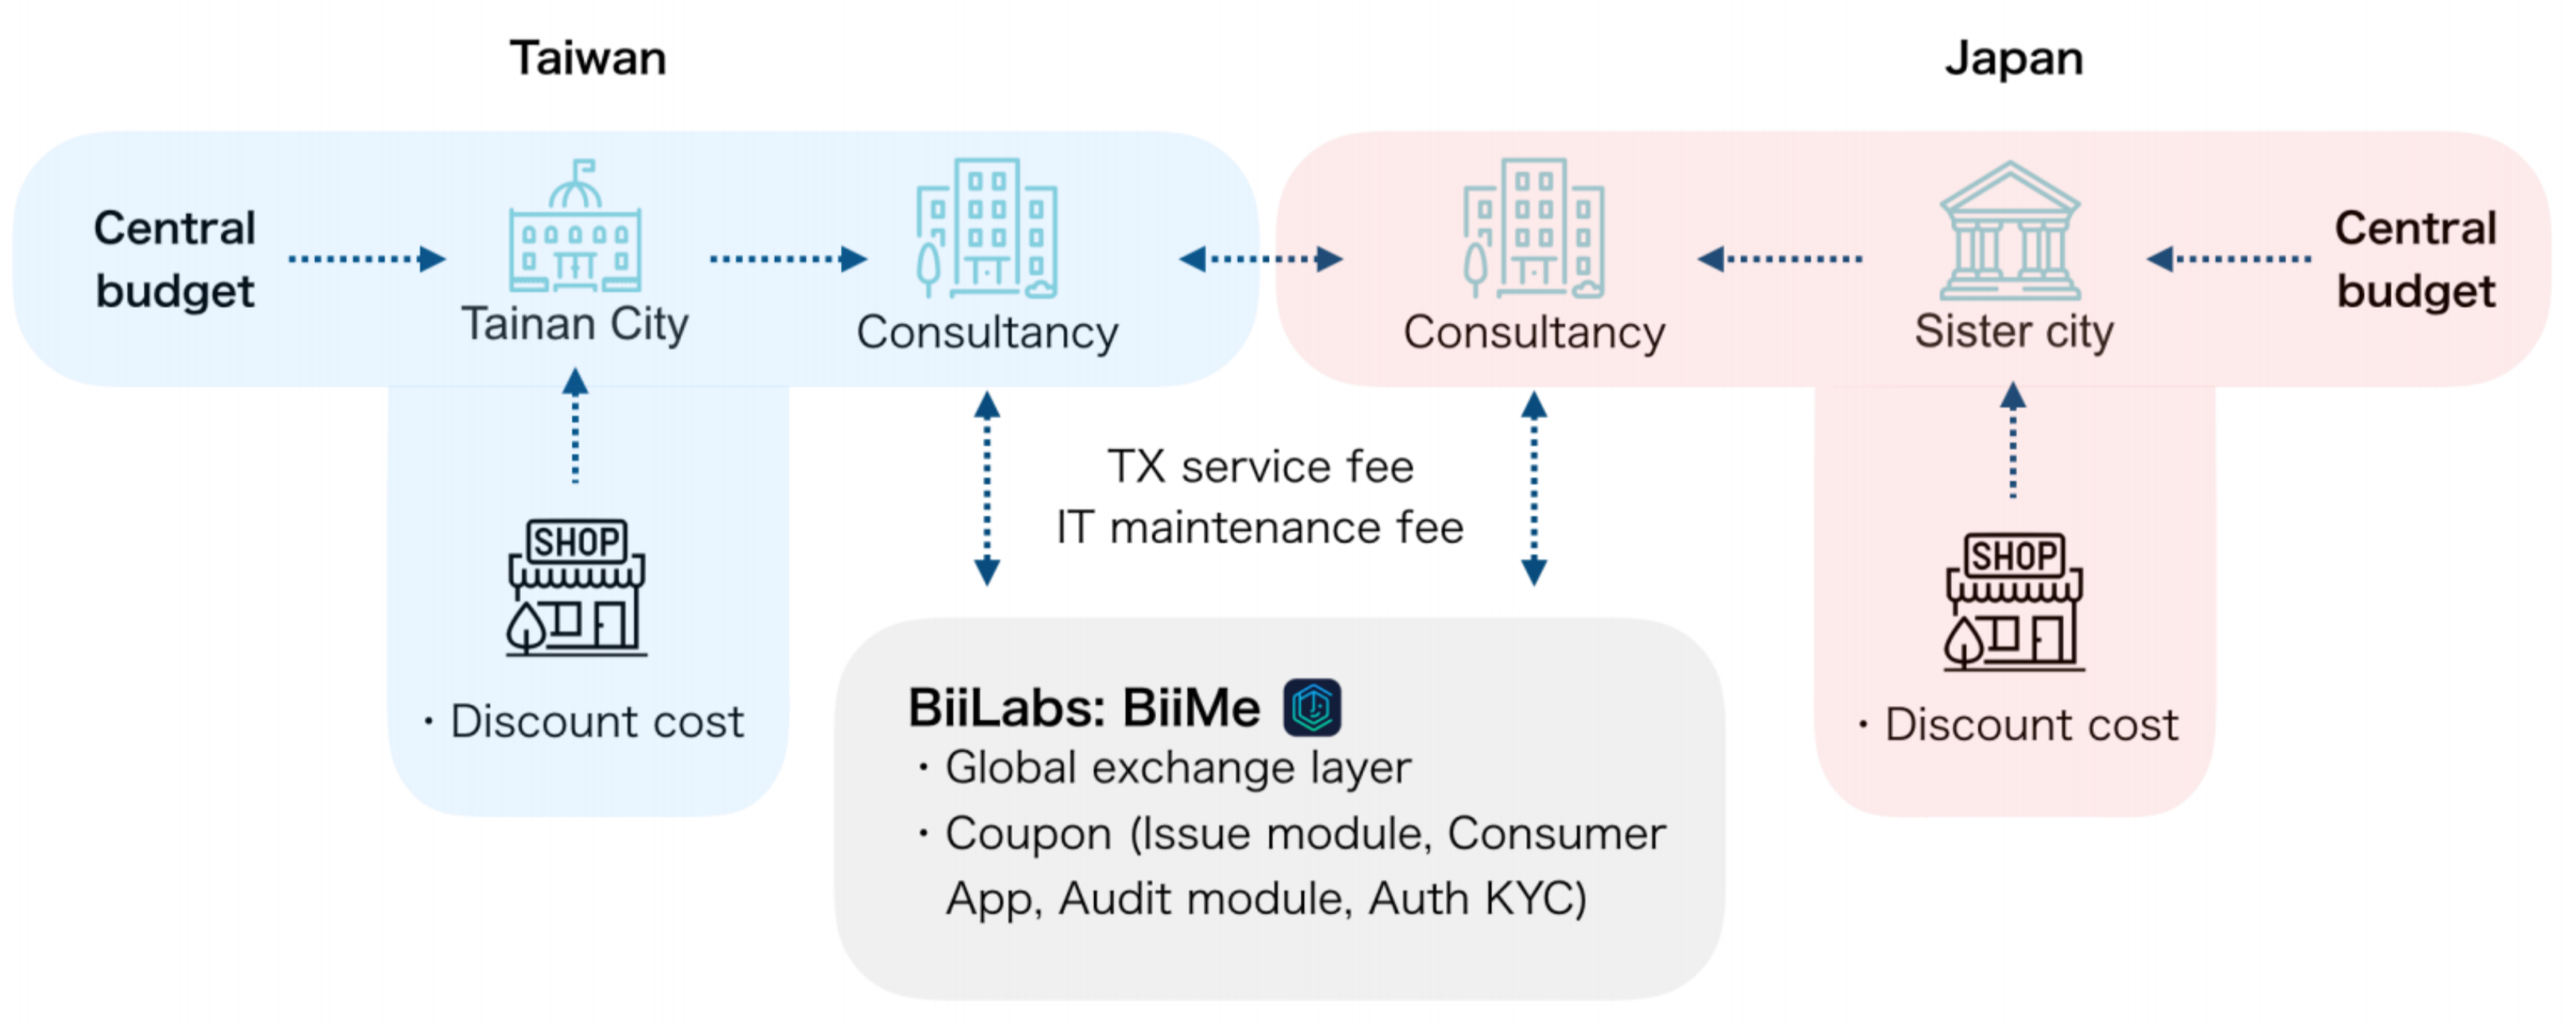 Taiwan
Japan
Central
budget
Tainan City
Consultancy
Consultancy
Sister city
Central
budget
TX service fee
IT maintenance fee
SHOP
・Discount cost
SHOP
・Discount cost
BiiLabs: BiiMe
・Global exchange layer
・Coupon (Issue module, Consumer
App, Audit module, Auth KYC)